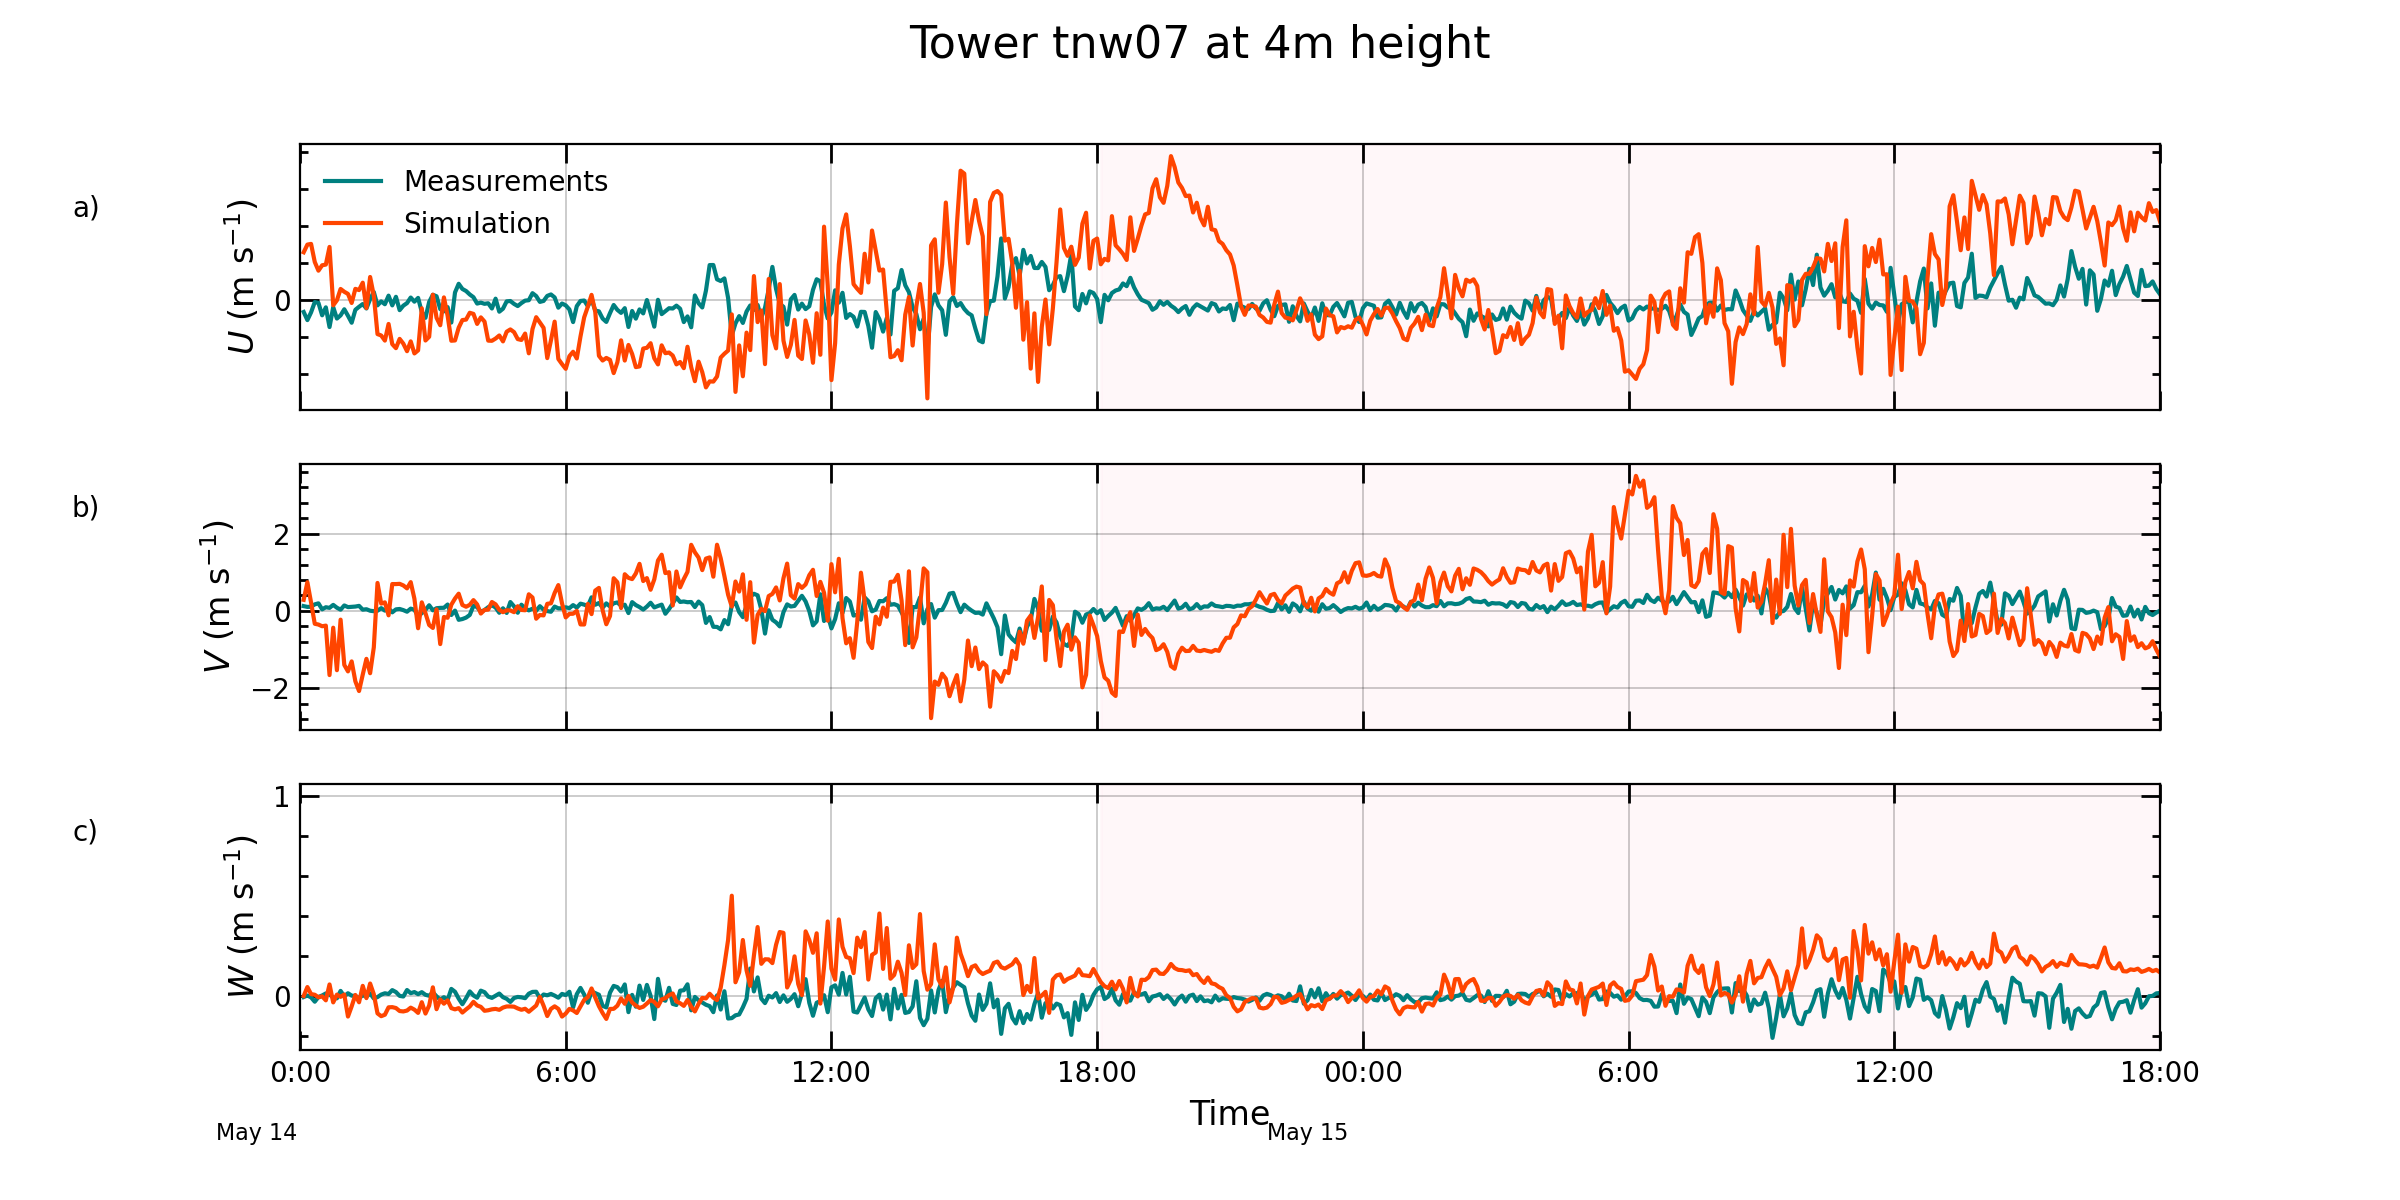 Tower tnw07 at 4m height
a)
U (m s⁻¹)
0
Measurements
Simulation
b)
V (m s⁻¹)
2
0
−2
c)
W (m s⁻¹)
1
0
0:00 6:00 12:00 18:00 00:00 6:00 12:00 18:00
Time
May 14 May 15